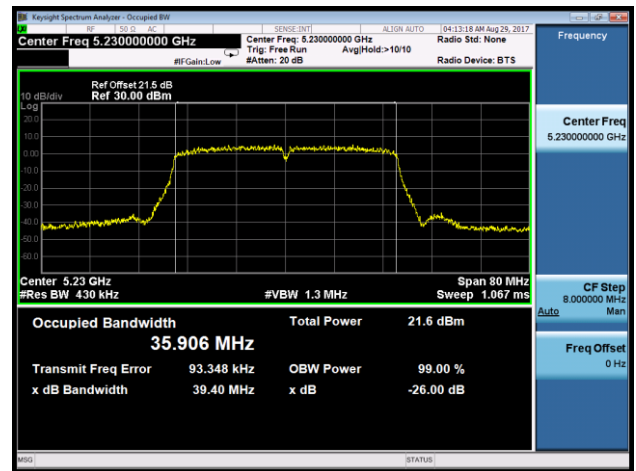 Keysight Spectrum Analyzer - Occupied BW
RF 50 Ω AC SENSE:INT ALIGN AUTO 04:13:18 AM Aug 29, 2017
Center Freq 5.230000000 GHz Center Freq: 5.230000000 GHz Radio Std: None
Trig: Free Run Avg|Hold:>10/10
#IFGain:Low #Atten: 20 dB Radio Device: BTS
Ref Offset 21.5 dB
10 dB/div Ref 30.00 dBm
Log
20.0
10.0
0.00
-10.0
-20.0
-30.0
-40.0
-50.0
-60.0
Center 5.23 GHz Span 80 MHz
#Res BW 430 kHz #VBW 1.3 MHz Sweep 1.067 ms
Occupied Bandwidth Total Power 21.6 dBm
35.906 MHz
Transmit Freq Error 93.348 kHz OBW Power 99.00 %
x dB Bandwidth 39.40 MHz x dB -26.00 dB
Frequency
Center Freq
5.230000000 GHz
CF Step
8.000000 MHz
Auto Man
Freq Offset
0 Hz
MSG STATUS